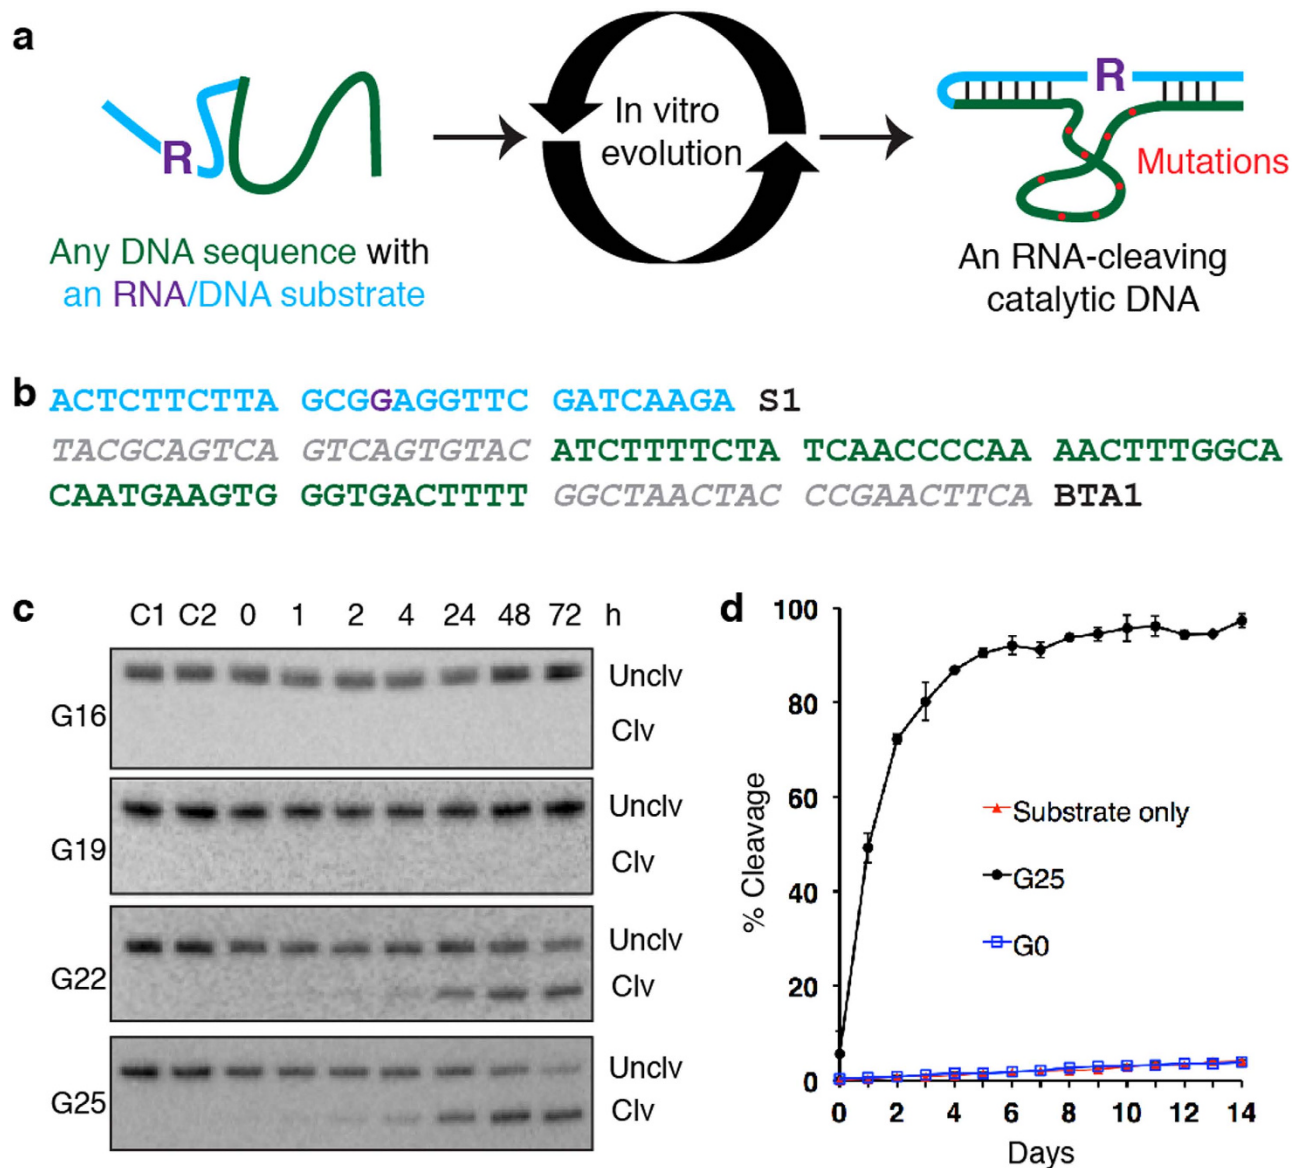 a
R
Any DNA sequence with
an RNA/DNA substrate
In vitro
evolution
R
Mutations
An RNA-cleaving
catalytic DNA
b
ACTCTTCTTA GCGGAGGTTC GATCAAGA S1
TACGCAGTCA GTCAGTGTAC ATCTTTTCTA TCAACCCCAA AACTTTGGCA
CAATGAAGTG GGTGACTTTT GGCTAACTAC CCGAACTTCA BTA1
c
C1 C2 0 1 2 4 24 48 72 h
G16
Unclv
Clv
G19
Unclv
Clv
G22
Unclv
Clv
G25
Unclv
Clv
d
% Cleavage
100
80
60
40
20
0
Substrate only
G25
G0
0 2 4 6 8 10 12 14
Days